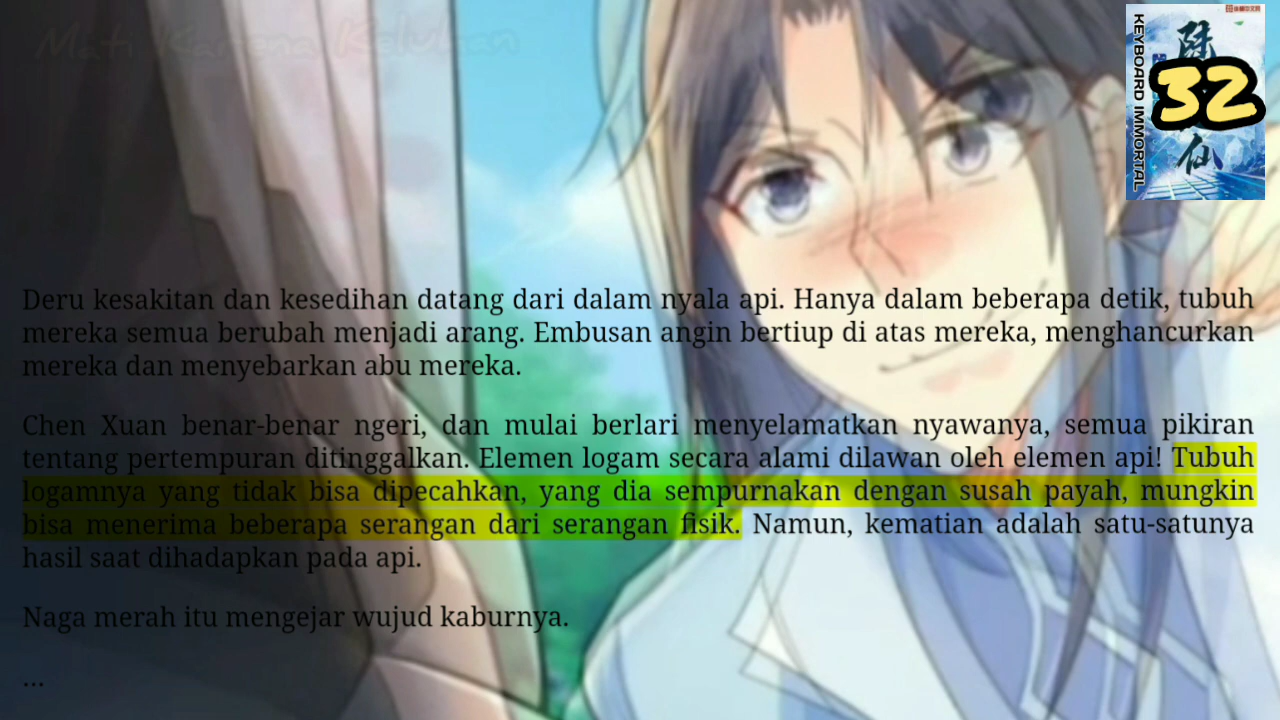 Mati Karena Keluhan
KEYBOARD IMMORTAL
32
仙
Deru kesakitan dan kesedihan datang dari dalam nyala api. Hanya dalam beberapa detik, tubuh
mereka semua berubah menjadi arang. Embusan angin bertiup di atas mereka, menghancurkan
mereka dan menyebarkan abu mereka.
Chen Xuan benar-benar ngeri, dan mulai berlari menyelamatkan nyawanya, semua pikiran
tentang pertempuran ditinggalkan. Elemen logam secara alami dilawan oleh elemen api! Tubuh
logamnya yang tidak bisa dipecahkan, yang dia sempurnakan dengan susah payah, mungkin
bisa menerima beberapa serangan dari serangan fisik. Namun, kematian adalah satu-satunya
hasil saat dihadapkan pada api.
Naga merah itu mengejar wujud kaburnya.
...